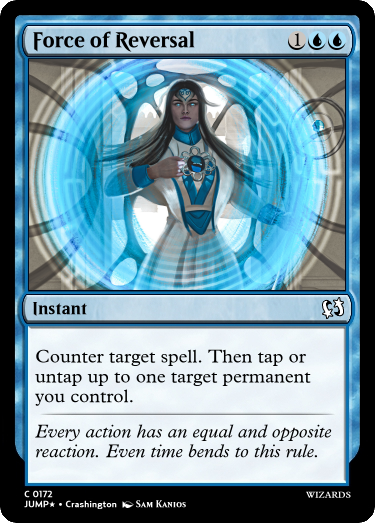 Force of Reversal 1
Instant
Counter target spell. Then tap or
untap up to one target permanent
you control.
Every action has an equal and opposite
reaction. Even time bends to this rule.
C 0172
JUMP★ • Crashington Sam Kanios
WIZARDS